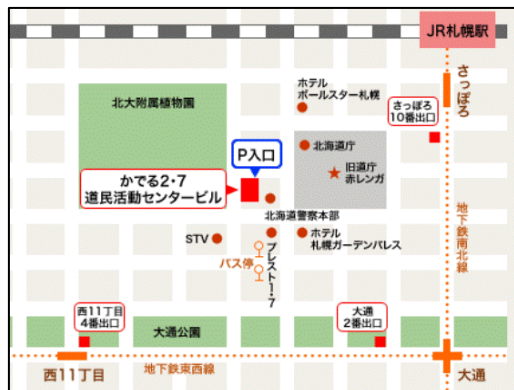 JR札幌駅
さっぽろ
ホテル
ポールスター札幌
北大附属植物園
さっぽろ
10番出口
P入口
北海道庁
旧道庁
赤レンガ
かでる2・7
道民活動センタービル
北海道警察本部
地下鉄南北線
STV
バス停
プレスト1・7
ホテル
札幌ガーデンパレス
西11丁目
4番出口
大通公園
大通
2番出口
西11丁目
地下鉄東西線
大通